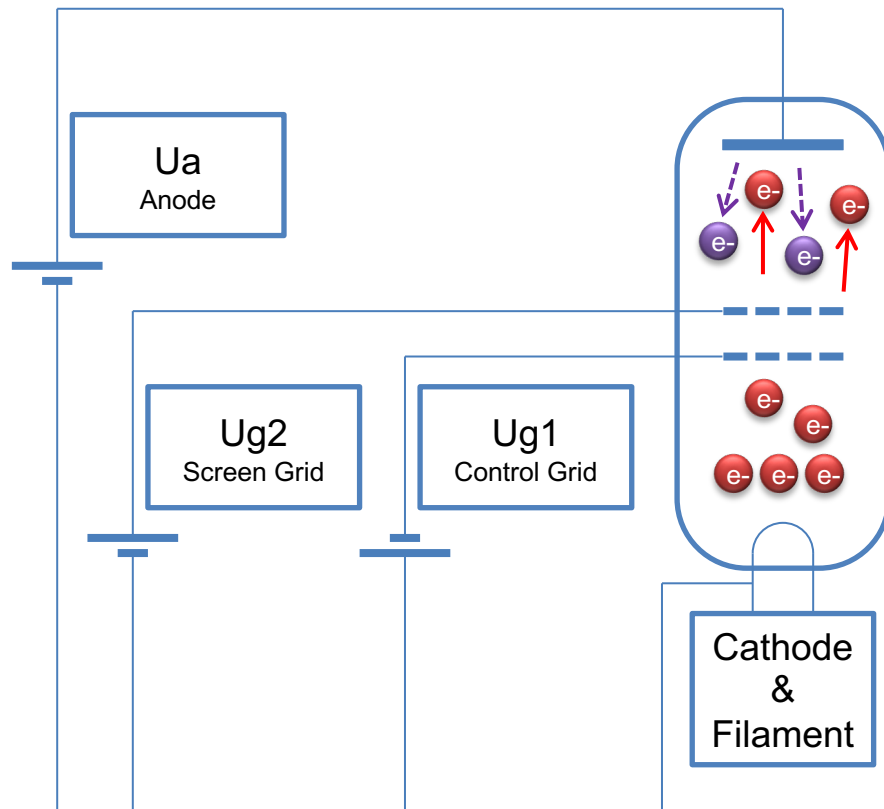 Ua
Anode
e-
e-
e-
e-
Ug2
Screen Grid
Ug1
Control Grid
e-
e-
e- e- e-
Cathode
&
Filament